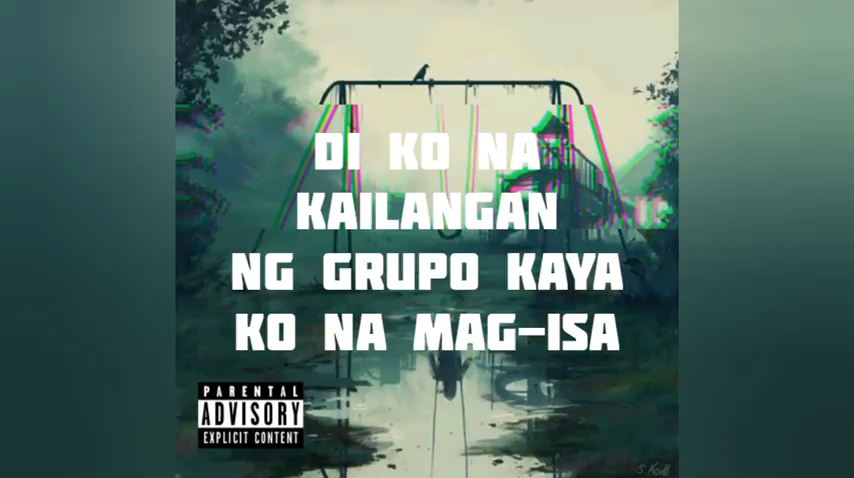 DI KO NA
KAILANGAN
NG GRUPO KAYA
KO NA MAG-ISA
PARENTAL
ADVISORY
EXPLICIT CONTENT